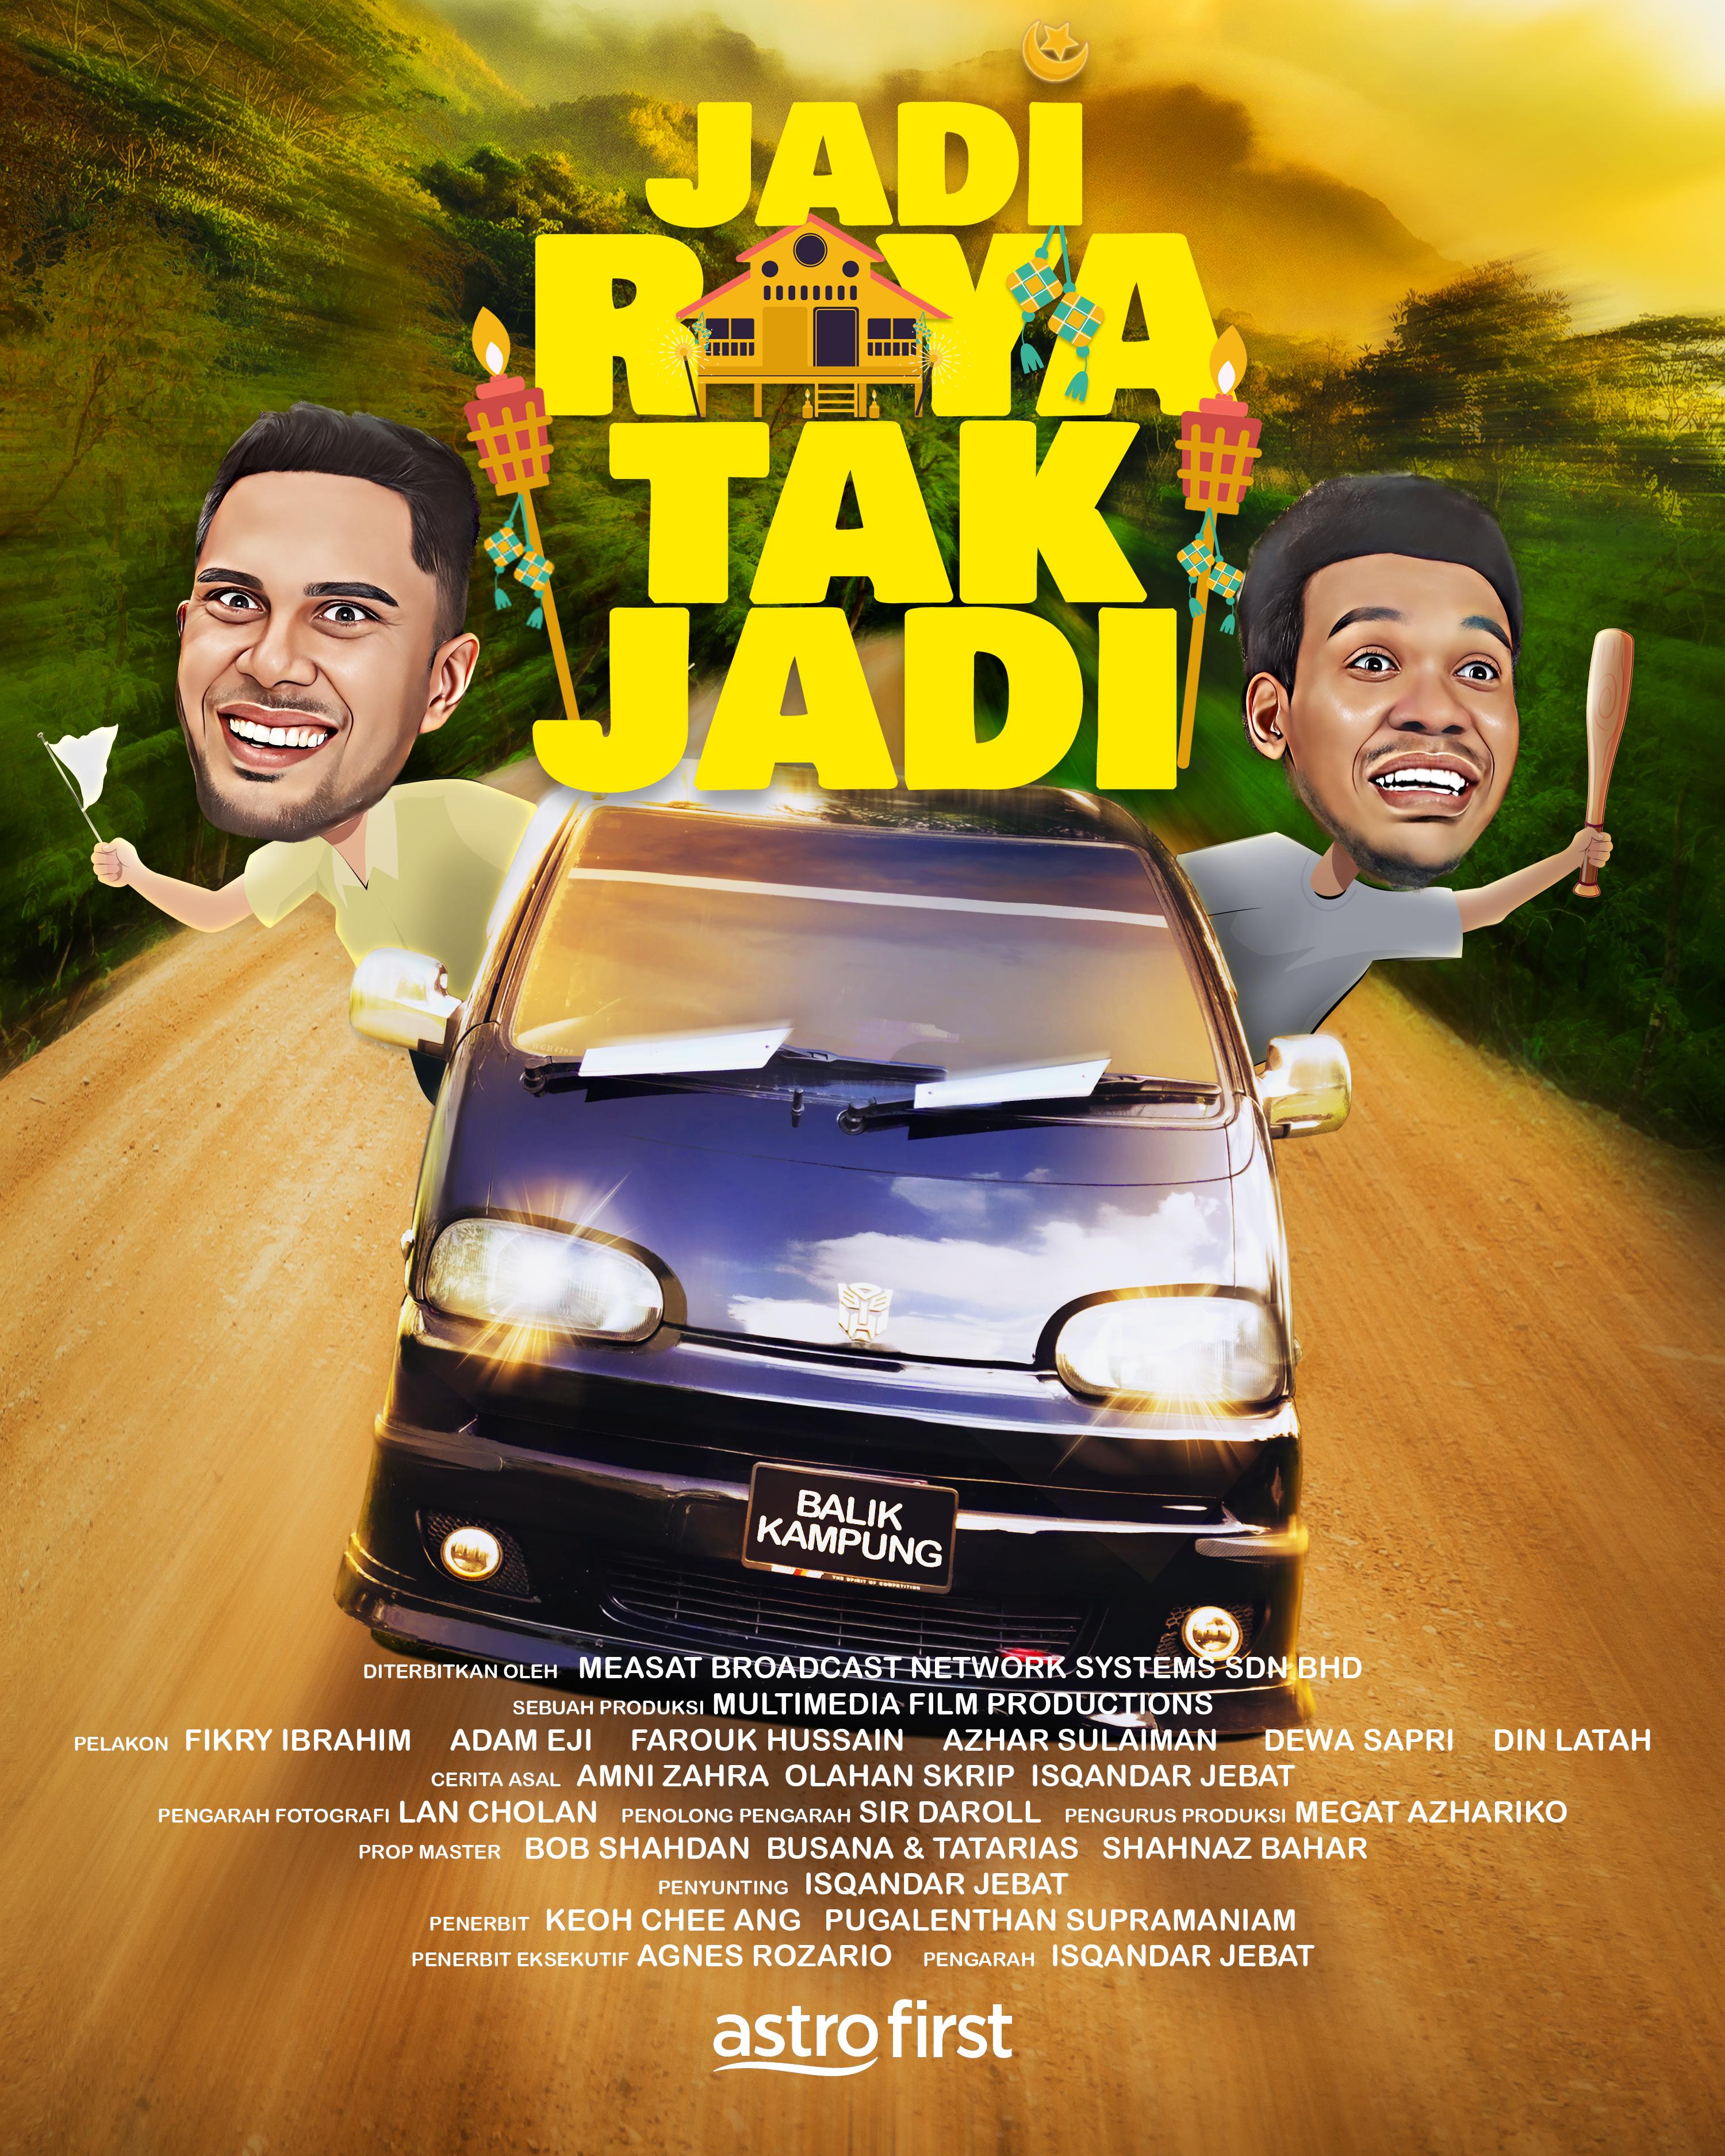 JADI
RAYA
TAK
JADI
BALIK
KAMPUNG
THE SPIRIT OF COMPETITION
DITERBITKAN OLEH MEASAT BROADCAST NETWORK SYSTEMS SDN BHD
SEBUAH PRODUKSI MULTIMEDIA FILM PRODUCTIONS
PELAKON FIKRY IBRAHIM ADAM EJI FAROUK HUSSAIN AZHAR SULAIMAN DEWA SAPRI DIN LATAH
CERITA ASAL AMNI ZAHRA OLAHAN SKRIP ISQANDAR JEBAT
PENGARAH FOTOGRAFI LAN CHOLAN PENOLONG PENGARAH SIR DAROLL PENGURUS PRODUKSI MEGAT AZHARIKO
PROP MASTER BOB SHAHDAN BUSANA & TATARIAS SHAHNAZ BAHAR
PENYUNTING ISQANDAR JEBAT
PENERBIT KEOH CHEE ANG PUGALENTHAN SUPRAMANIAM
PENERBIT EKSEKUTIF AGNES ROZARIO PENGARAH ISQANDAR JEBAT
astro first